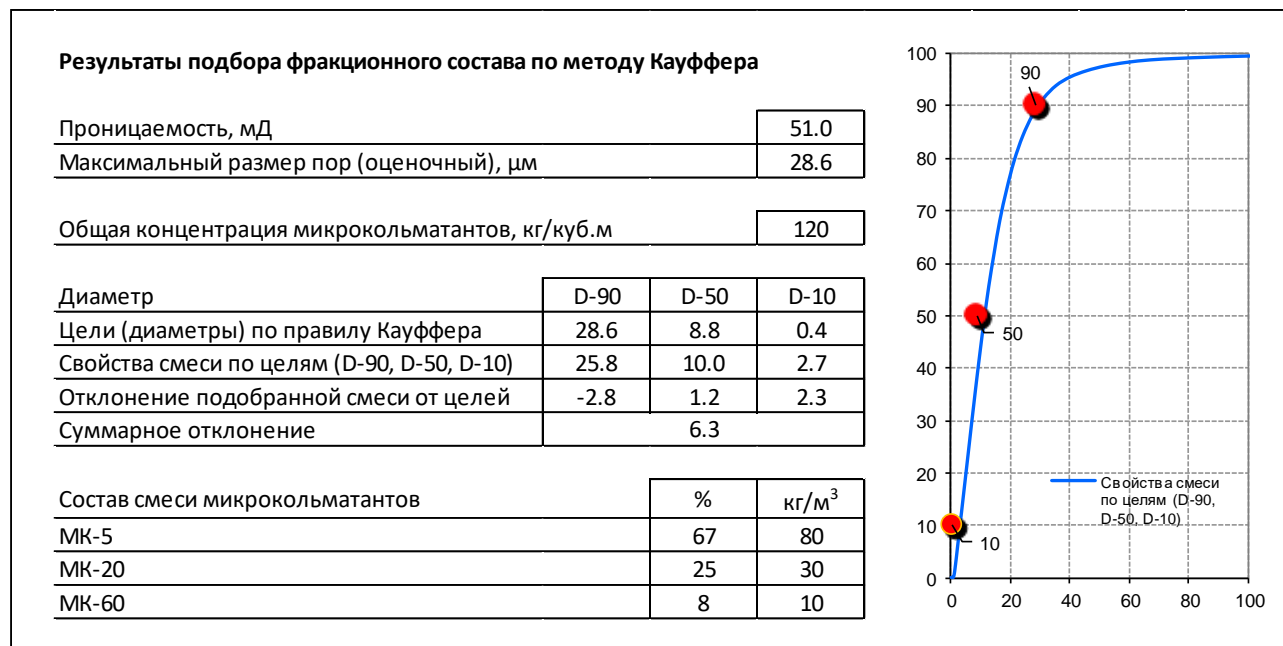 Результаты подбора фракционного состава по методу Кауффера
Проницаемость, мД 51.0
Максимальный размер пор (оценочный), µм 28.6
Общая концентрация микрокольматантов, кг/куб.м 120
Диаметр D-90 D-50 D-10
Цели (диаметры) по правилу Кауффера 28.6 8.8 0.4
Свойства смеси по целям (D-90, D-50, D-10) 25.8 10.0 2.7
Отклонение подобранной смеси от целей -2.8 1.2 2.3
Суммарное отклонение 6.3
Состав смеси микрокольматантов % кг/м³
МК-5 67 80
МК-20 25 30
МК-60 8 10
100
90
80
70
60
50
40
30
20
10
0
90
50
10
Свойства смеси
по целям (D-90,
D-50, D-10)
0 20 40 60 80 100